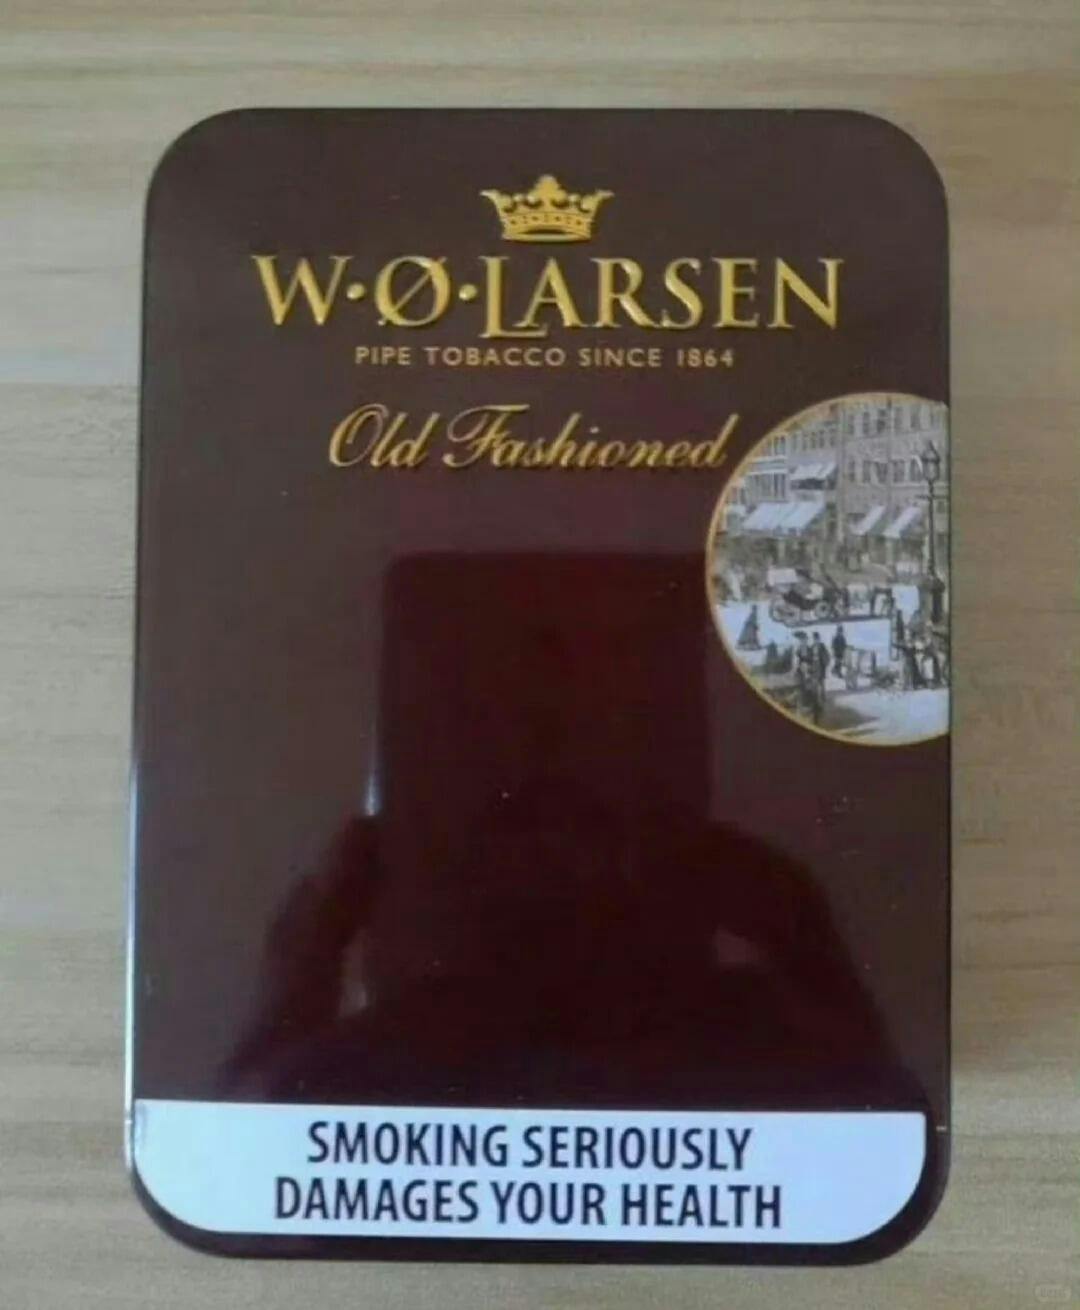 W·Ø·LARSEN
PIPE TOBACCO SINCE 1864
Old Fashioned
SMOKING SERIOUSLY
DAMAGES YOUR HEALTH